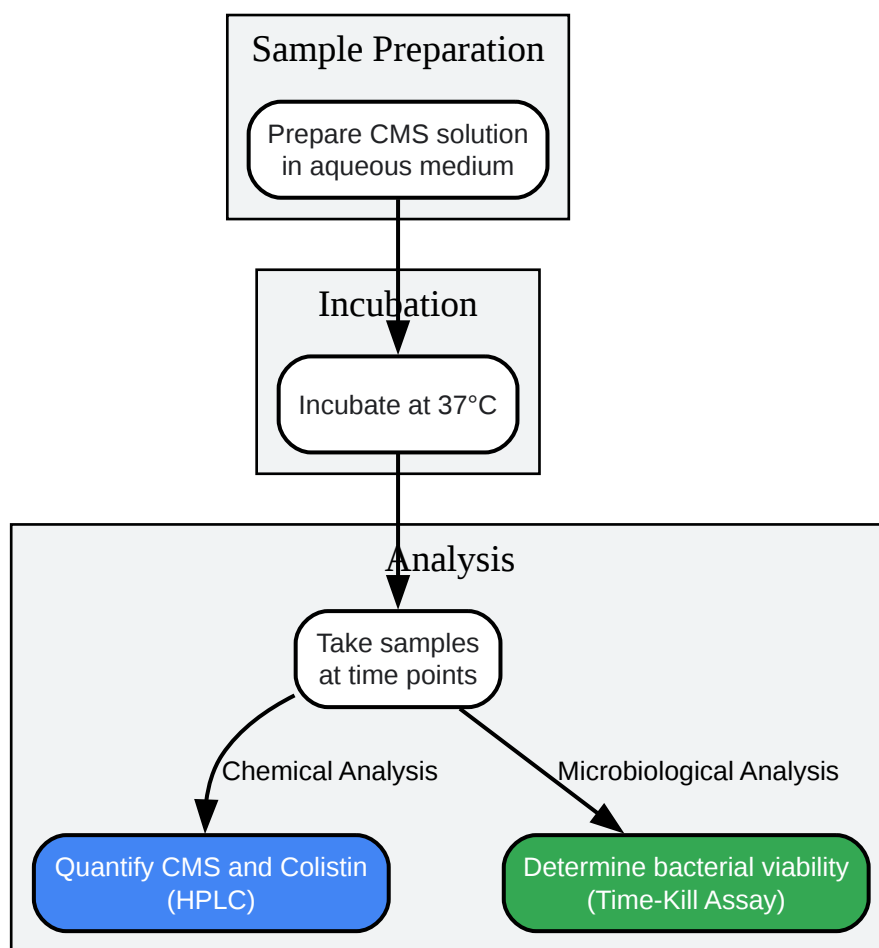 Sample Preparation
Prepare CMS solution
in aqueous medium
Incubation
Incubate at 37°C
Analysis
Take samples
at time points
Chemical Analysis
Microbiological Analysis
Quantify CMS and Colistin
(HPLC)
Determine bacterial viability
(Time-Kill Assay)